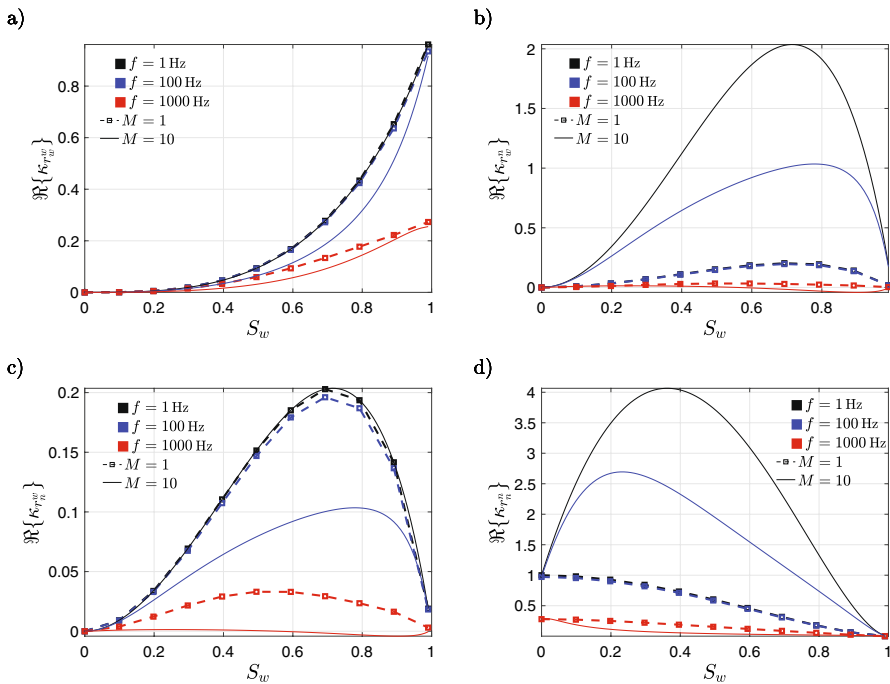 a)
ℜ{κ_{r_w^w}}
0.8
0.6
0.4
0.2
0
f = 1 Hz
f = 100 Hz
f = 1000 Hz
M = 1
M = 10
0 0.2 0.4 0.6 0.8 1
S_w
b)
ℜ{κ_{r_w^n}}
2
1.5
1
0.5
0
f = 1 Hz
f = 100 Hz
f = 1000 Hz
M = 1
M = 10
0 0.2 0.4 0.6 0.8 1
S_w
c)
ℜ{κ_{r_n^w}}
0.2
0.15
0.1
0.05
0
f = 1 Hz
f = 100 Hz
f = 1000 Hz
M = 1
M = 10
0 0.2 0.4 0.6 0.8 1
S_w
d)
ℜ{κ_{r_n^n}}
4
3.5
3
2.5
2
1.5
1
0.5
f = 1 Hz
f = 100 Hz
f = 1000 Hz
M = 1
M = 10
0 0.2 0.4 0.6 0.8 1
S_w